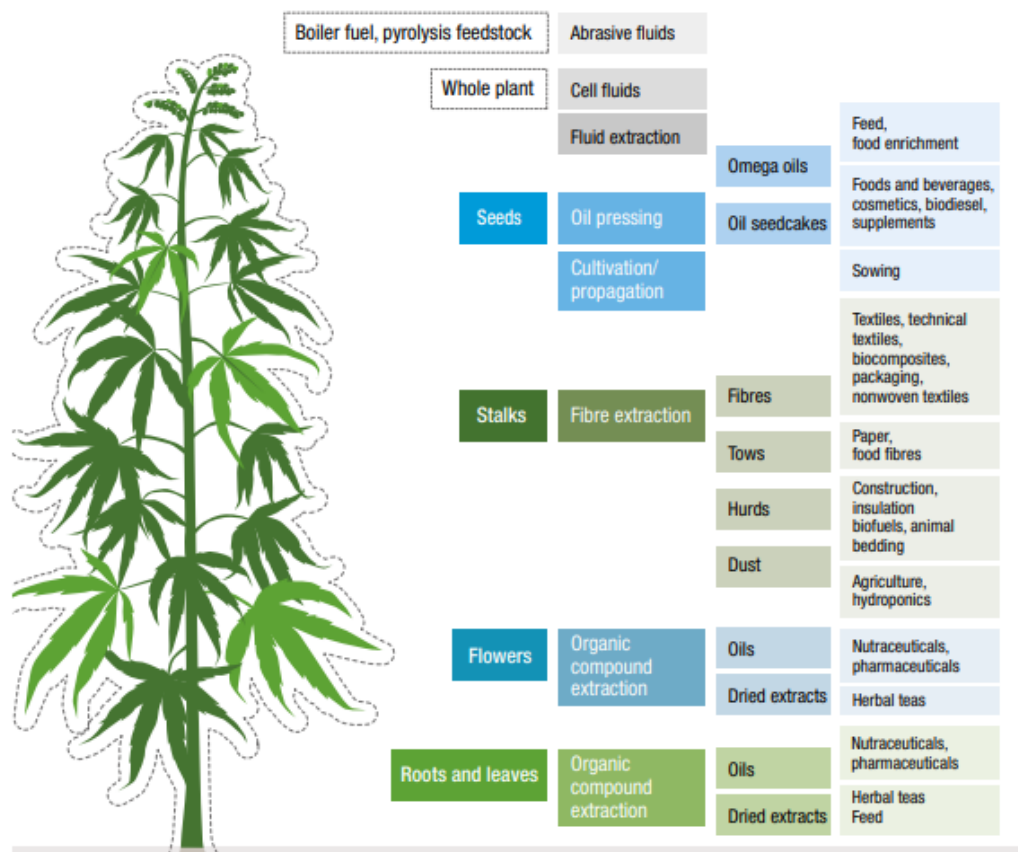 Boiler fuel, pyrolysis feedstock
Abrasive fluids
Whole plant
Cell fluids
Fluid extraction
Seeds
Oil pressing
Cultivation/
propagation
Omega oils
Oil seedcakes
Feed,
food enrichment
Foods and beverages,
cosmetics, biodiesel,
supplements
Sowing
Stalks
Fibre extraction
Fibres
Tows
Hurds
Dust
Textiles, technical
textiles,
biocomposites,
packaging,
nonwoven textiles
Paper,
food fibres
Construction,
insulation
biofuels, animal
bedding
Agriculture,
hydroponics
Flowers
Organic
compound
extraction
Oils
Dried extracts
Nutraceuticals,
pharmaceuticals
Herbal teas
Roots and leaves
Organic
compound
extraction
Oils
Dried extracts
Nutraceuticals,
pharmaceuticals
Herbal teas
Feed